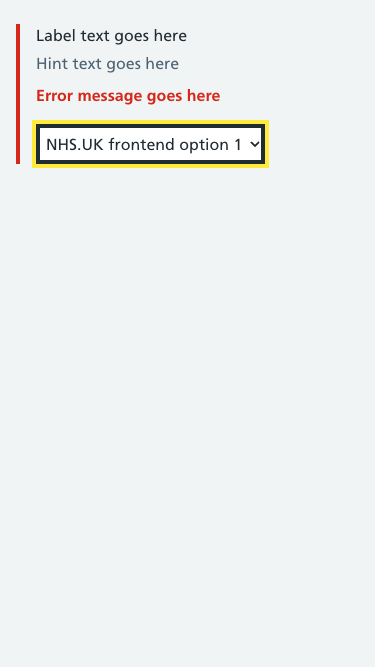 Label text goes here
Hint text goes here
Error message goes here
NHS.UK frontend option 1